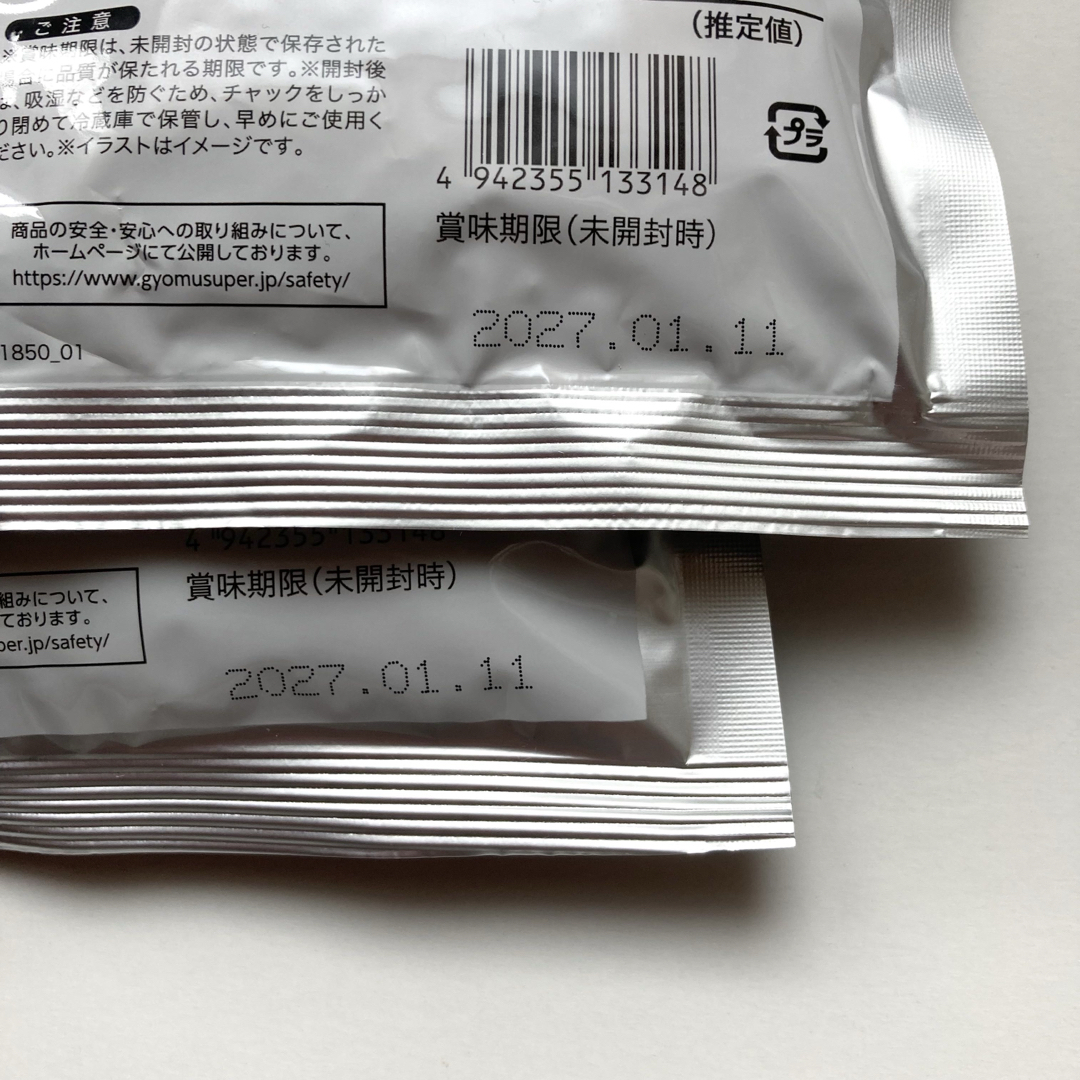 ご注意
※賞味期限は、未開封の状態で保存された
場合に品質が保たれる期限です。※開封後
は、吸湿などを防ぐため、チャックをしっか
り閉めて冷蔵庫で保管し、早めにご使用く
ださい。※イラストはイメージです。
(推定値)
プラ
4 942355 133148
賞味期限(未開封時)
商品の安全・安心への取り組みについて、
ホームページにて公開しております。
https://www.gyomusuper.jp/safety/
2027.01.11
1850_01
4 942355 133148
賞味期限(未開封時)
組みについて、
ております。
per.jp/safety/
2027.01.11